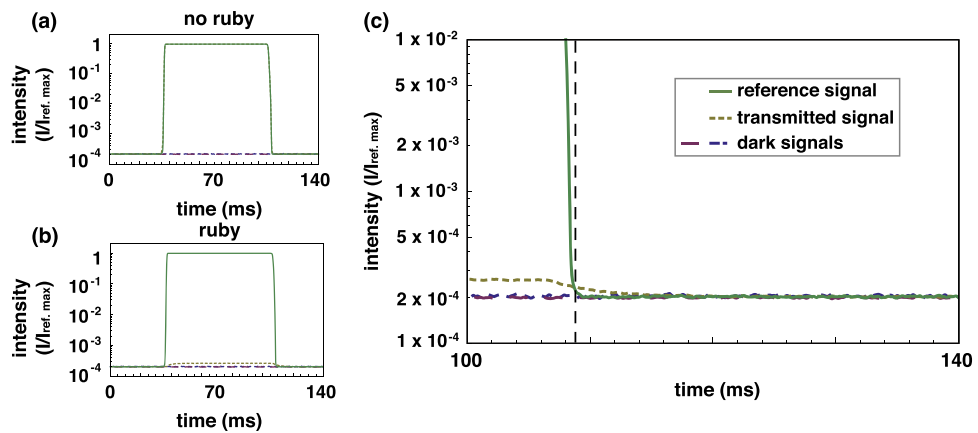 (a)
no ruby
intensity
(I/Iref. max)
1
10-1
10-2
10-3
10-4
0
70
140
time (ms)
(b)
ruby
intensity
(I/Iref. max)
1
10-1
10-2
10-3
10-4
0
70
140
time (ms)
(c)
intensity (I/Iref. max)
1 x 10-2
5 x 10-3
2 x 10-3
1 x 10-3
5 x 10-4
2 x 10-4
1 x 10-4
100
140
time (ms)
reference signal
transmitted signal
dark signals